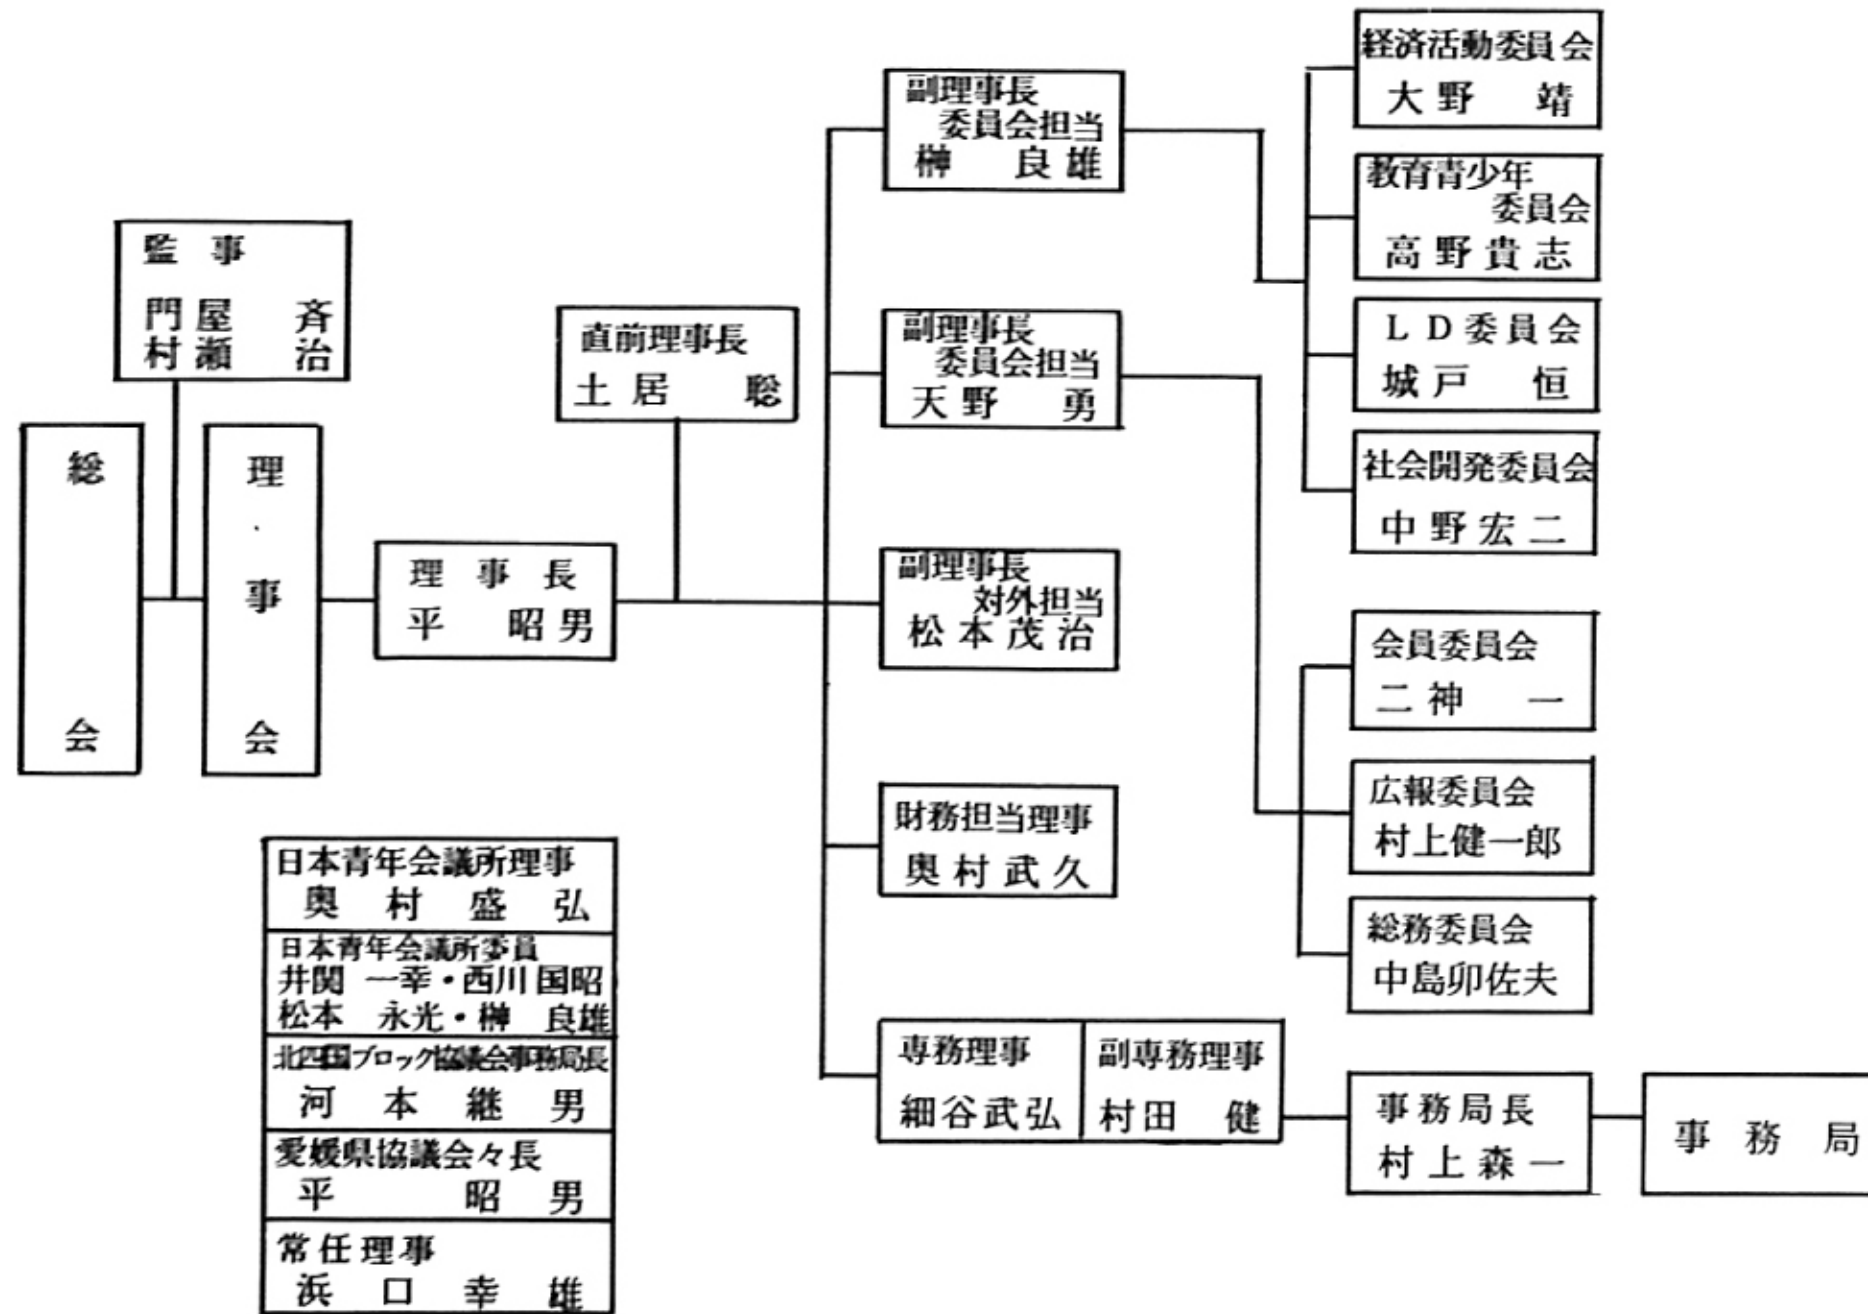 監事
門屋 斉
村瀬 治
総会
理事会
理事長
平 昭男
直前理事長
土居 聡
副理事長
委員会担当
榊 良雄
副理事長
委員会担当
天野 勇
副理事長
対外担当
松本茂治
財務担当理事
奥村武久
専務理事
細谷武弘
副専務理事
村田 健
経済活動委員会
大野 靖
教育青少年
委員会
高野貴志
LD委員会
城戸 恒
社会開発委員会
中野宏二
会員委員会
二神 一
広報委員会
村上健一郎
総務委員会
中島卯佐夫
事務局長
村上森一
事務局
日本青年会議所理事
奥村盛弘
日本青年会議所委員
井関 一幸・西川国昭
松本 永光・榊 良雄
北四国ブロック協議会事務局長
河本継男
愛媛県協議会々長
平 昭男
常任理事
浜口幸雄